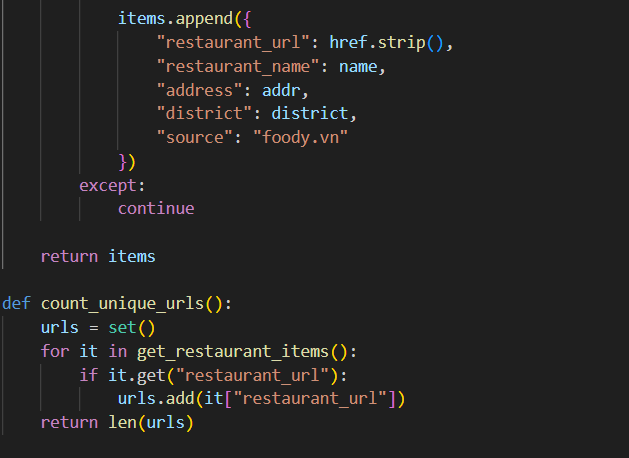 items.append({
"restaurant_url": href.strip(),
"restaurant_name": name,
"address": addr,
"district": district,
"source": "foody.vn"
})
except:
continue
return items
def count_unique_urls():
urls = set()
for it in get_restaurant_items():
if it.get("restaurant_url"):
urls.add(it["restaurant_url"])
return len(urls)